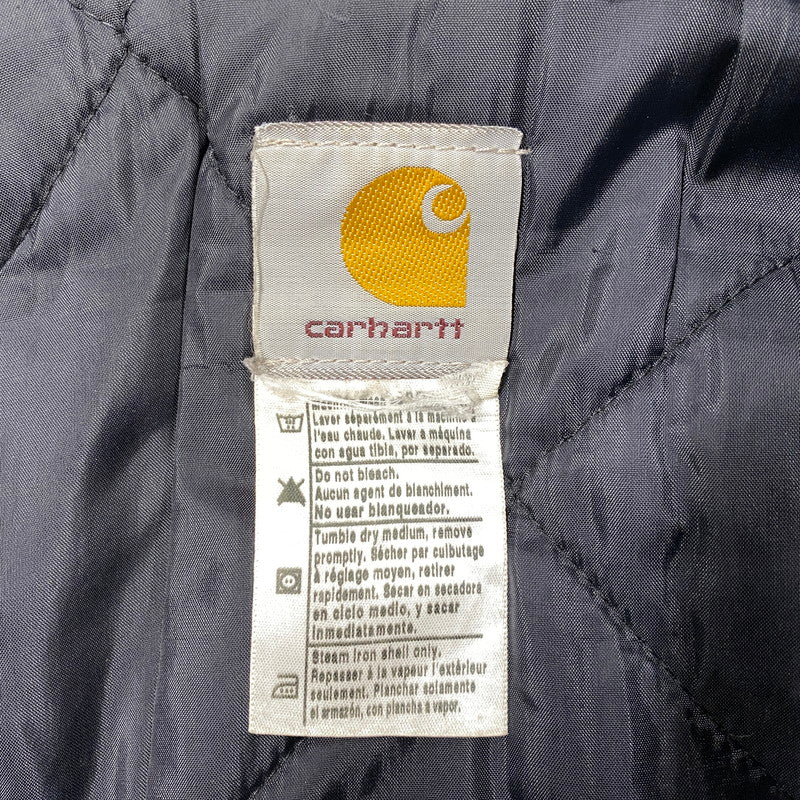 carhartt
Laver séparément à la machine à
l'eau chaude. Lavar a máquina
con agua tibia, por separado.
Do not bleach.
Aucun agent de blanchiment.
No usar blanqueador.
Tumble dry medium, remove
promptly. Sécher par culbutage
à réglage moyen, retirer
rapidement. Secar en secadora
en ciclo medio, y sacar
inmediatamente.
Steam iron shell only.
Repasser à la vapeur l'extérieur
seulement. Planchar solamente
el armazón, con plancha a vapor.